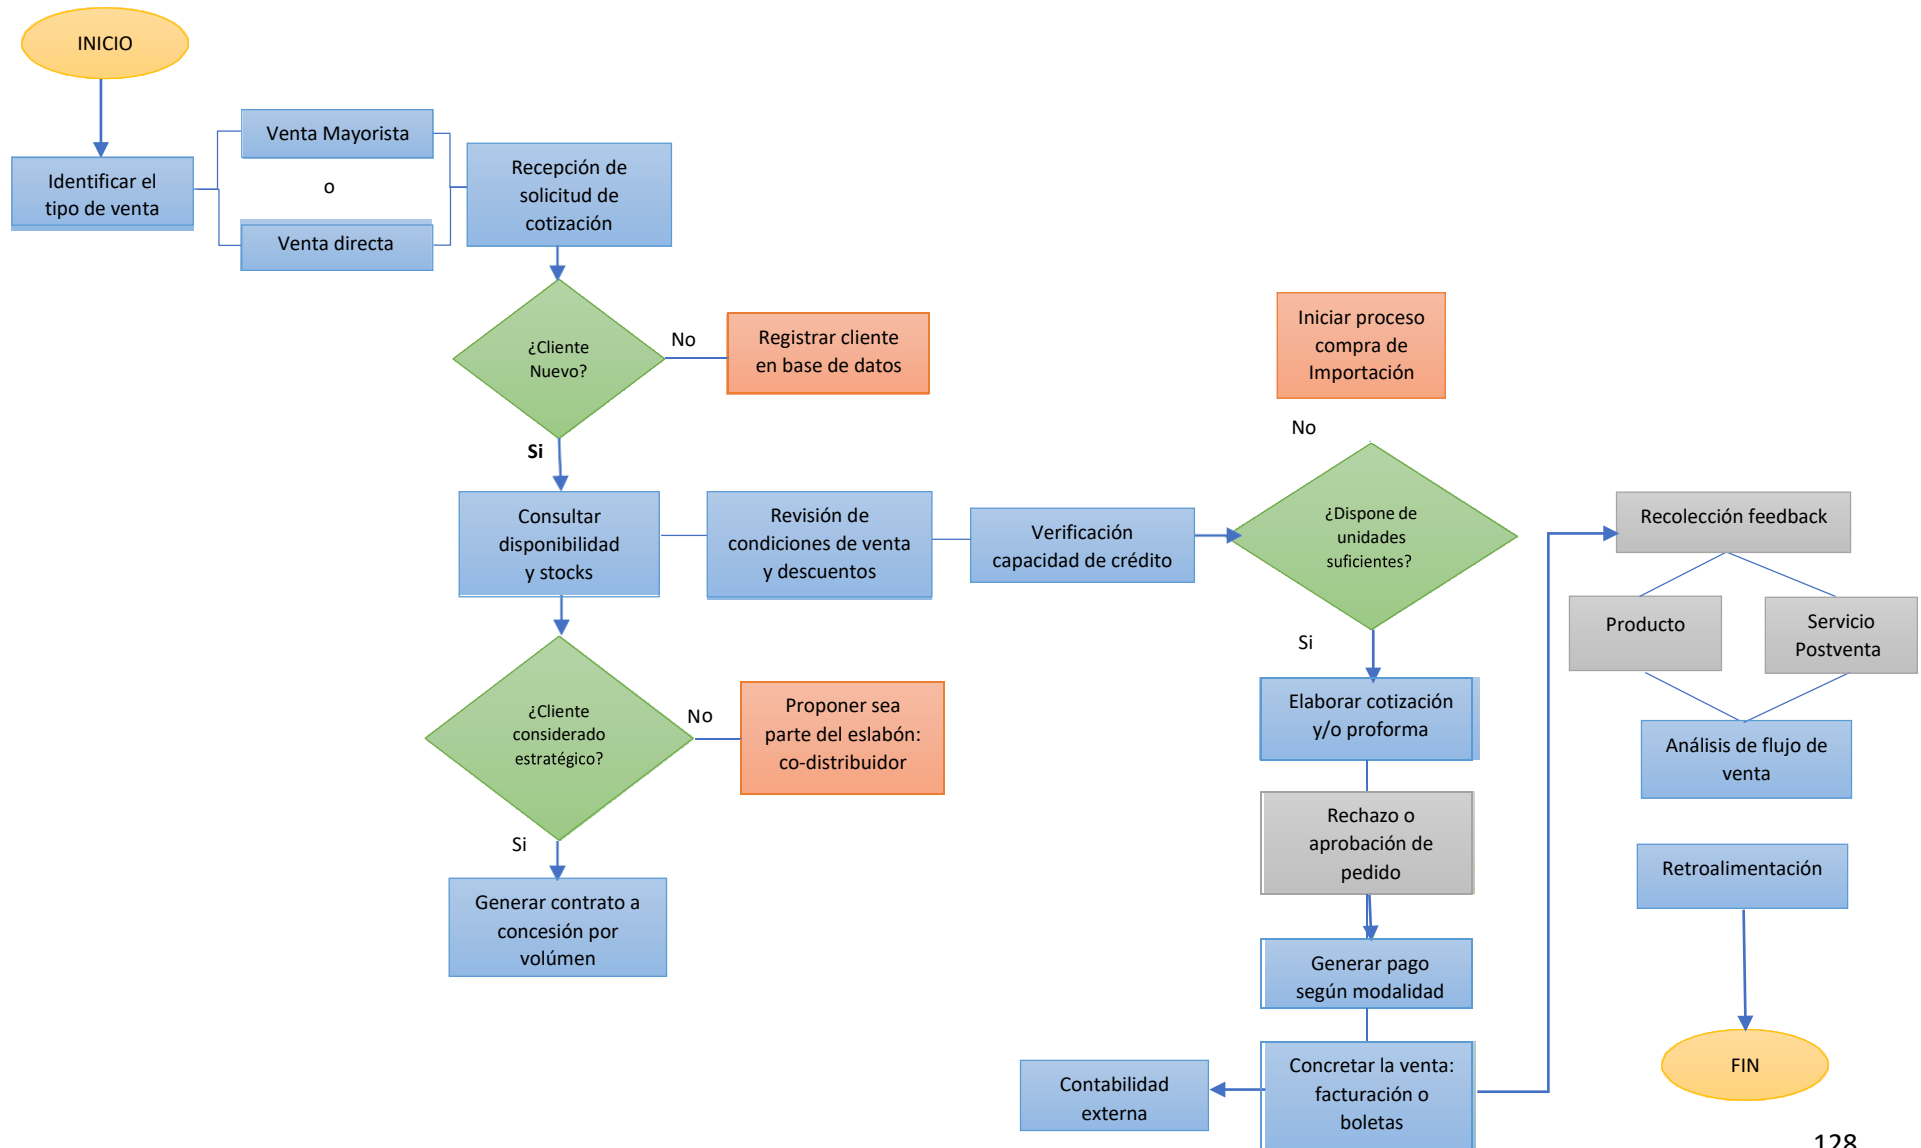 INICIO
Identificar el
tipo de venta
Venta Mayorista
o
Venta directa
Recepción de
solicitud de
cotización
¿Cliente
Nuevo?
No
Registrar cliente
en base de datos
Si
Consultar
disponibilidad
y stocks
Revisión de
condiciones de venta
y descuentos
Verificación
capacidad de crédito
¿Dispone de
unidades
suficientes?
No
Iniciar proceso
compra de
Importación
Si
¿Cliente
considerado
estratégico?
No
Proponer sea
parte del eslabón:
co-distribuidor
Si
Generar contrato a
concesión por
volúmen
Elaborar cotización
y/o proforma
Rechazo o
aprobación de
pedido
Generar pago
según modalidad
Concretar la venta:
facturación o
boletas
Contabilidad
externa
Recolección feedback
Producto
Servicio
Postventa
Análisis de flujo de
venta
Retroalimentación
FIN
128